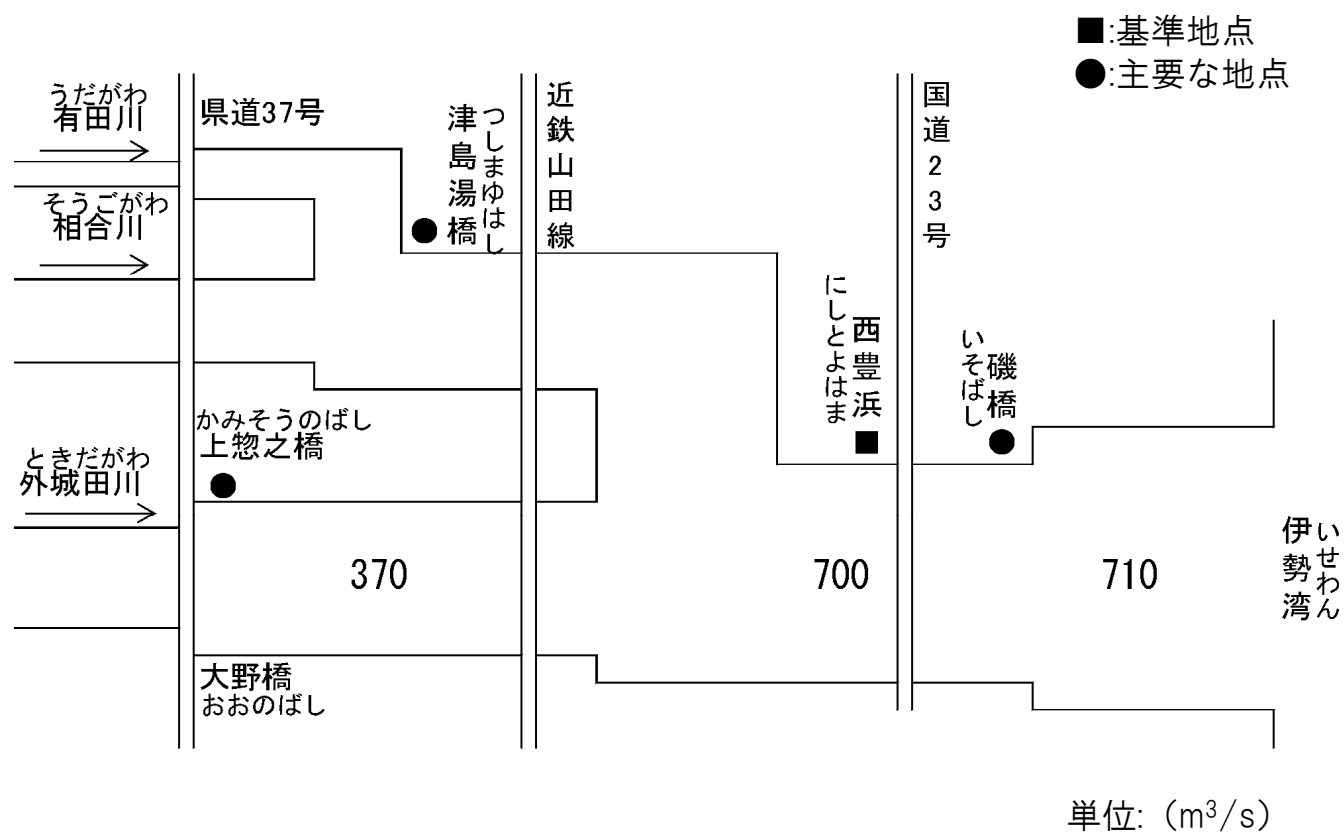 ■:基準地点
●:主要な地点
うだがわ
有田川
県道37号
つしまゆはし
津島湯橋
近鉄山田線
国道23号
そうごがわ
相合川
にしとよはま
西豊浜
いそばし
磯橋
かみそうのばし
上惣之橋
ときだがわ
外城田川
370
700
710
いせわん
伊勢湾
大野橋
おおのばし
単位:(m³/s)